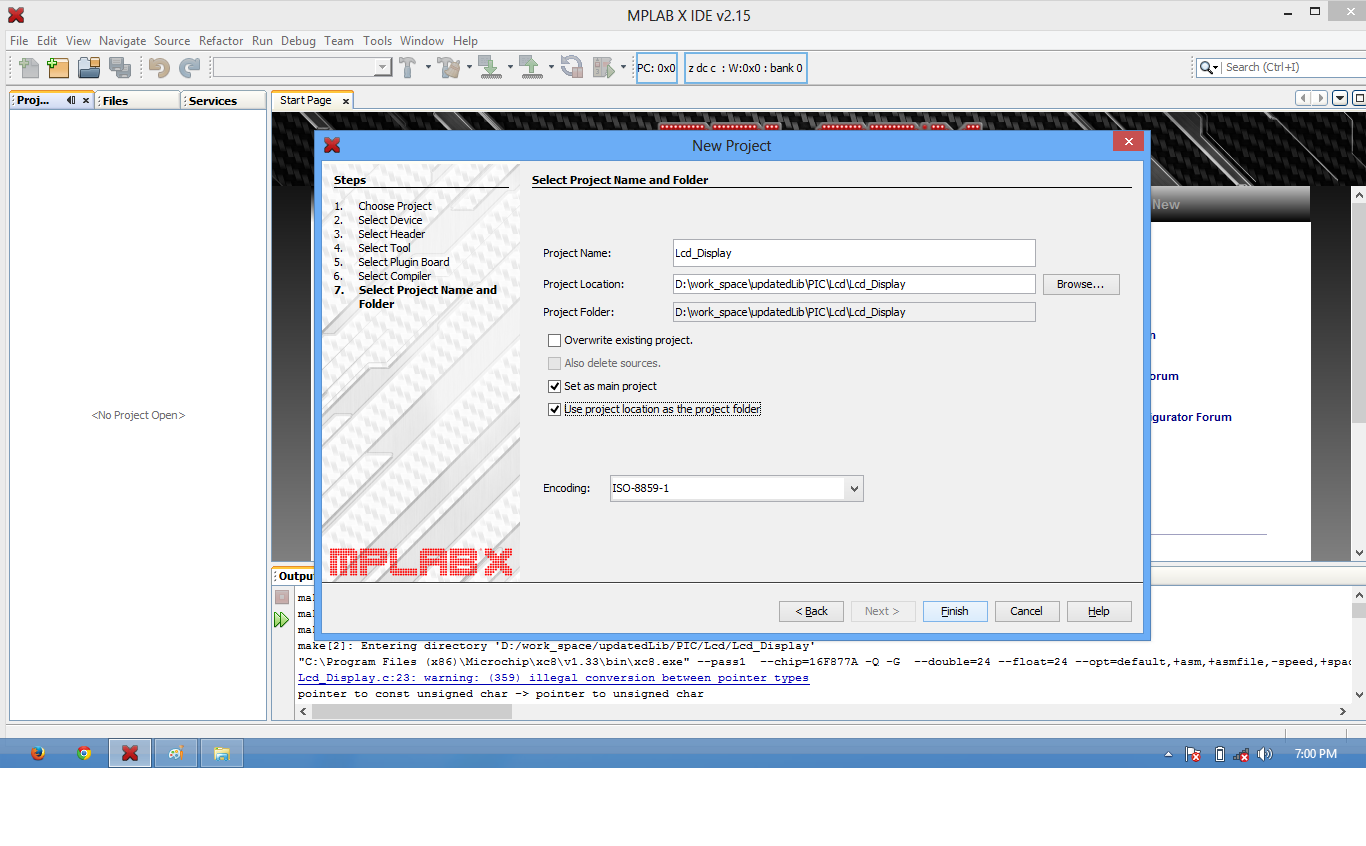 MPLAB X IDE v2.15
File Edit View Navigate Source Refactor Run Debug Team Tools Window Help
PC: 0x0
z dc c : W:0x0 : bank 0
Search (Ctrl+I)
Proj...
Files
Services
Start Page
New Project
Steps
1. Choose Project
2. Select Device
3. Select Header
4. Select Tool
5. Select Plugin Board
6. Select Compiler
7. Select Project Name and
Folder
Select Project Name and Folder
Project Name: Lcd_Display
Project Location: D:\work_space\updatedLib\PIC\Lcd\Lcd_Display Browse...
Project Folder: D:\work_space\updatedLib\PIC\Lcd\Lcd_Display
Overwrite existing project.
Also delete sources.
Set as main project
Use project location as the project folder
Encoding: ISO-8859-1
MPLAB X
< Back Next > Finish Cancel Help
New
orum
igurator Forum
<No Project Open>
Outpu
mak
mak
mak
make[2]: Entering directory 'D:/work_space/updatedLib/PIC/Lcd/Lcd_Display'
"C:\Program Files (x86)\Microchip\xc8\v1.33\bin\xc8.exe" --pass1 --chip=16F877A -Q -G --double=24 --float=24 --opt=default,+asm,+asmfile,-speed,+spac
Lcd_Display.c:23: warning: (359) illegal conversion between pointer types
pointer to const unsigned char -> pointer to unsigned char
7:00 PM